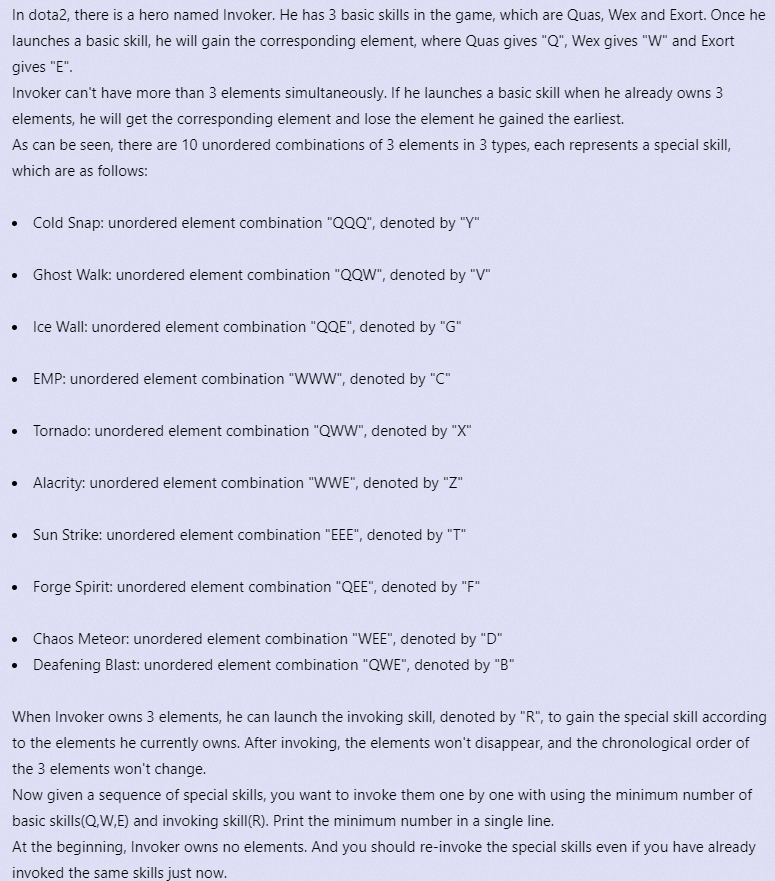 In dota2, there is a hero named Invoker. He has 3 basic skills in the game, which are Quas, Wex and Exort. Once he
launches a basic skill, he will gain the corresponding element, where Quas gives "Q", Wex gives "W" and Exort
gives "E".
Invoker can't have more than 3 elements simultaneously. If he launches a basic skill when he already owns 3
elements, he will get the corresponding element and lose the element he gained the earliest.
As can be seen, there are 10 unordered combinations of 3 elements in 3 types, each represents a special skill,
which are as follows:
• Cold Snap: unordered element combination "QQQ", denoted by "Y"
• Ghost Walk: unordered element combination "QQW", denoted by "V"
• Ice Wall: unordered element combination "QQE", denoted by "G"
• EMP: unordered element combination "WWW", denoted by "C"
• Tornado: unordered element combination "QWW", denoted by "X"
• Alacrity: unordered element combination "WWE", denoted by "Z"
• Sun Strike: unordered element combination "EEE", denoted by "T"
• Forge Spirit: unordered element combination "QEE", denoted by "F"
• Chaos Meteor: unordered element combination "WEE", denoted by "D"
• Deafening Blast: unordered element combination "QWE", denoted by "B"
When Invoker owns 3 elements, he can launch the invoking skill, denoted by "R", to gain the special skill according
to the elements he currently owns. After invoking, the elements won't disappear, and the chronological order of
the 3 elements won't change.
Now given a sequence of special skills, you want to invoke them one by one with using the minimum number of
basic skills(Q,W,E) and invoking skill(R). Print the minimum number in a single line.
At the beginning, Invoker owns no elements. And you should re-invoke the special skills even if you have already
invoked the same skills just now.